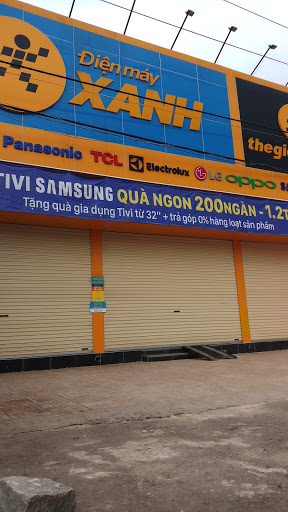 Điện máy
XANH
thegi
Panasonic TCL Electrolux LG oppo
TIVI SAMSUNG QUÀ NGON 200NGÀN - 1.2T
Tặng quà gia dụng Tivi từ 32" + trả góp 0% hàng loạt sản phẩm